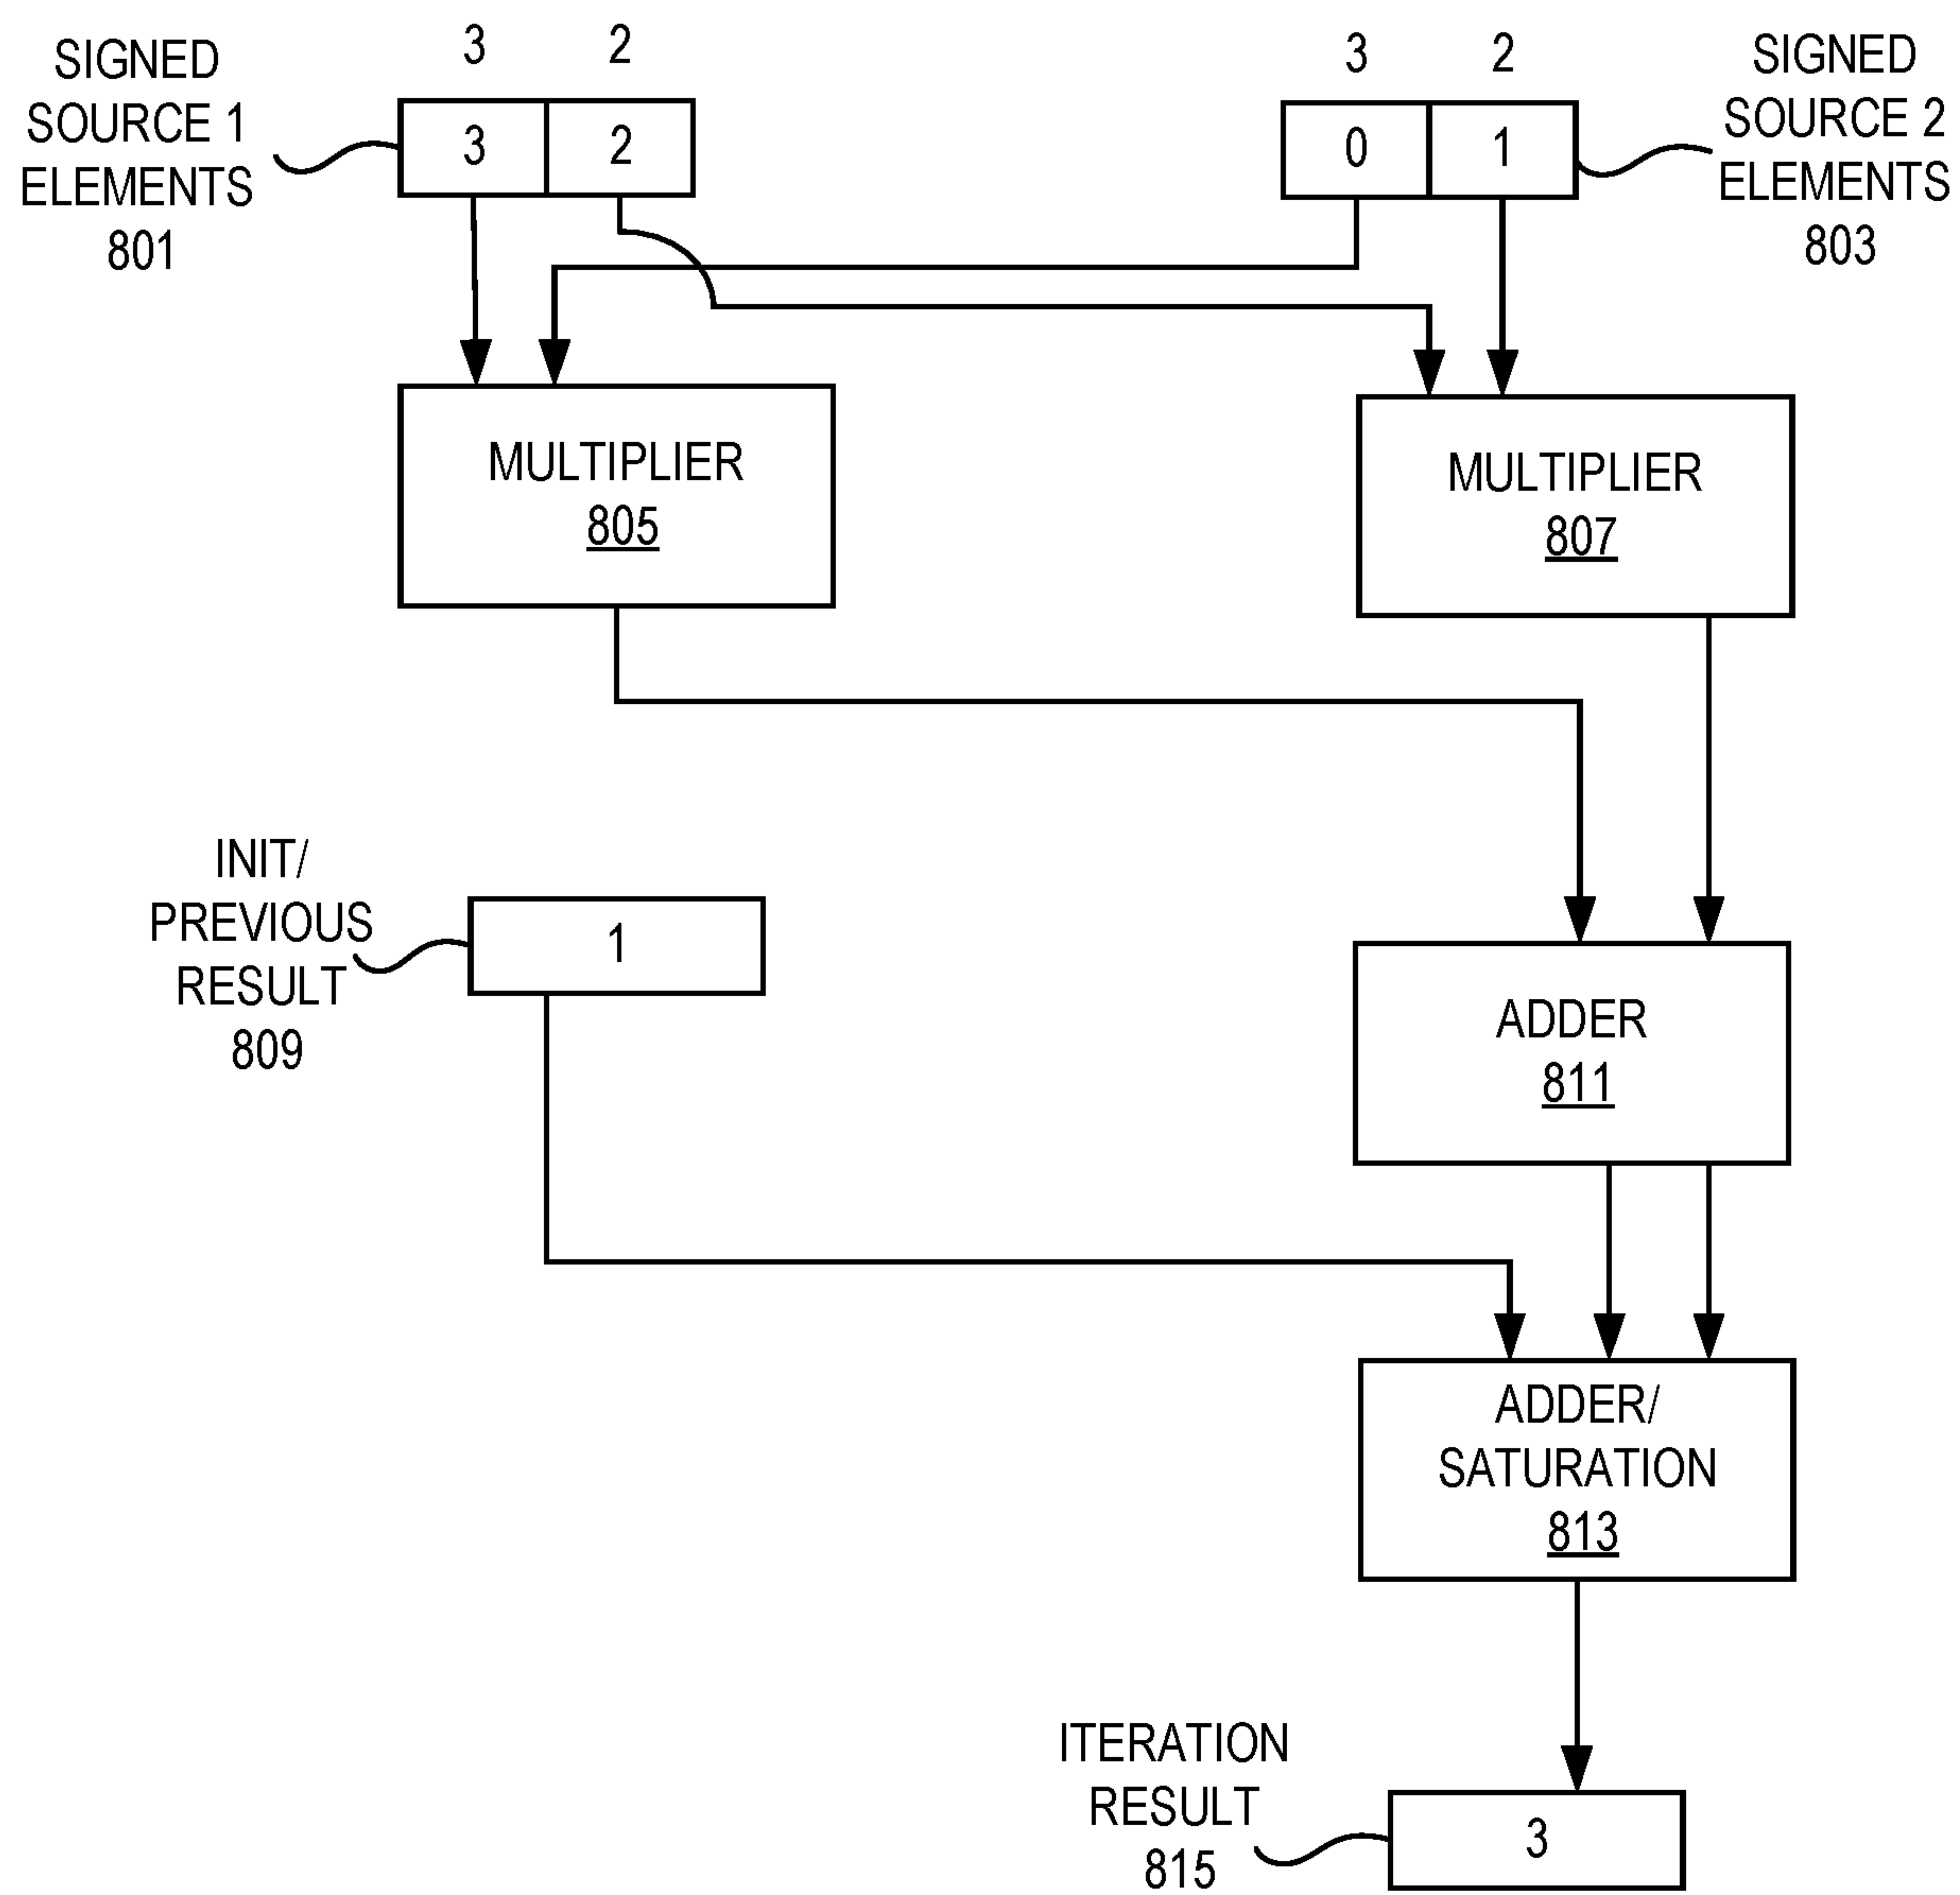 SIGNED
SOURCE 1
ELEMENTS
801
3 2
3 2
3 2
0 1
SIGNED
SOURCE 2
ELEMENTS
803
MULTIPLIER
805
MULTIPLIER
807
INIT/
PREVIOUS
RESULT
809
1
ADDER
811
ADDER/
SATURATION
813
ITERATION
RESULT
815
3